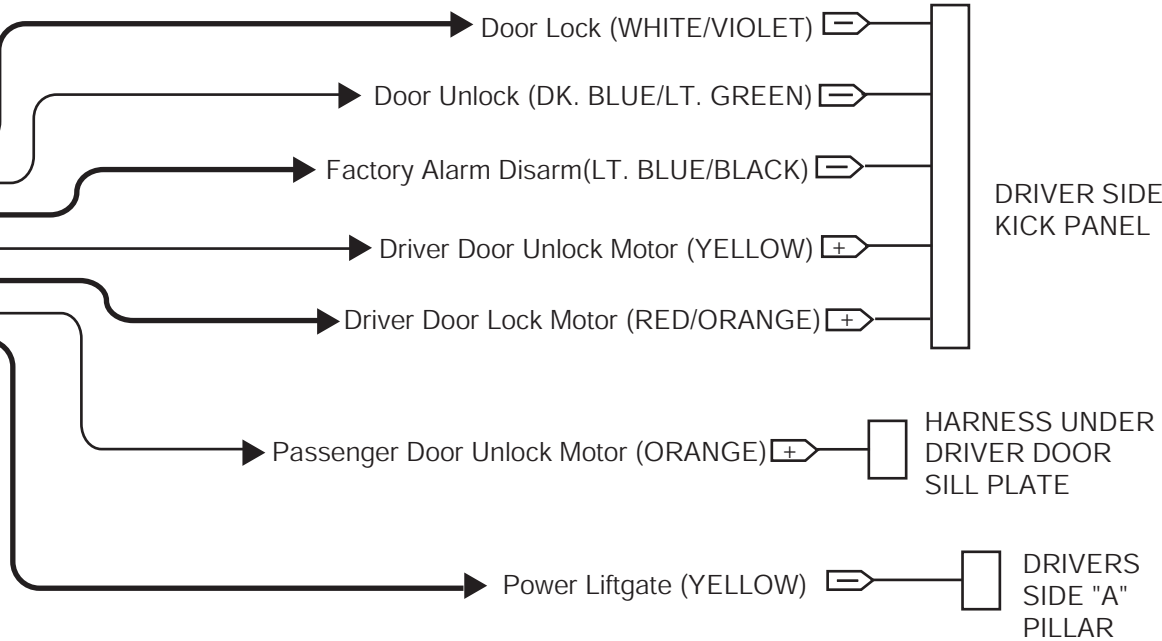 Door Lock (WHITE/VIOLET) −
Door Unlock (DK. BLUE/LT. GREEN) −
Factory Alarm Disarm(LT. BLUE/BLACK) −
DRIVER SIDE
KICK PANEL
Driver Door Unlock Motor (YELLOW) +
Driver Door Lock Motor (RED/ORANGE) +
Passenger Door Unlock Motor (ORANGE) +
HARNESS UNDER
DRIVER DOOR
SILL PLATE
Power Liftgate (YELLOW) −
DRIVERS
SIDE "A"
PILLAR